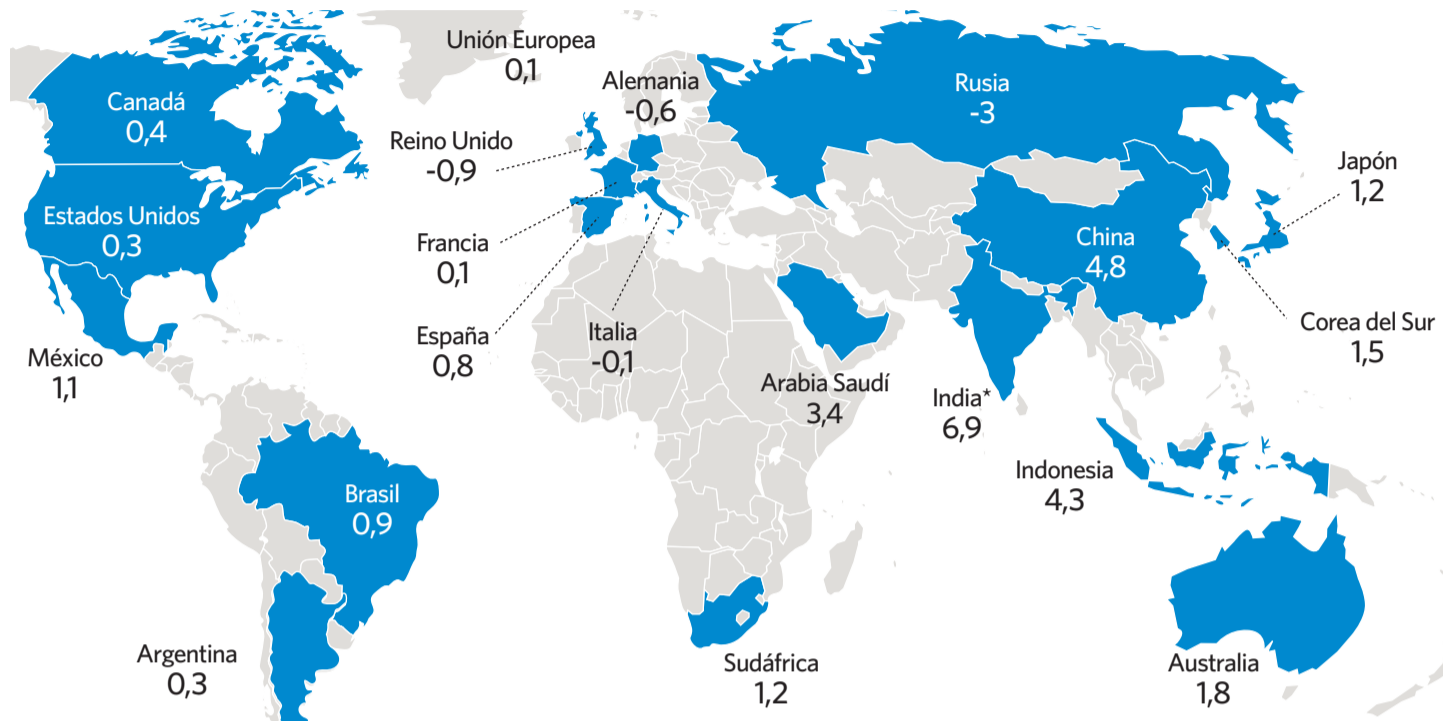 Unión Europea
0,1
Alemania
-0,6
Rusia
-3
Canadá
0,4
Reino Unido
-0,9
Japón
1,2
Estados Unidos
0,3
Francia
0,1
China
4,8
España
0,8
Italia
-0,1
Corea del Sur
1,5
México
1,1
Arabia Saudí
3,4
India*
6,9
Indonesia
4,3
Brasil
0,9
Argentina
0,3
Sudáfrica
1,2
Australia
1,8